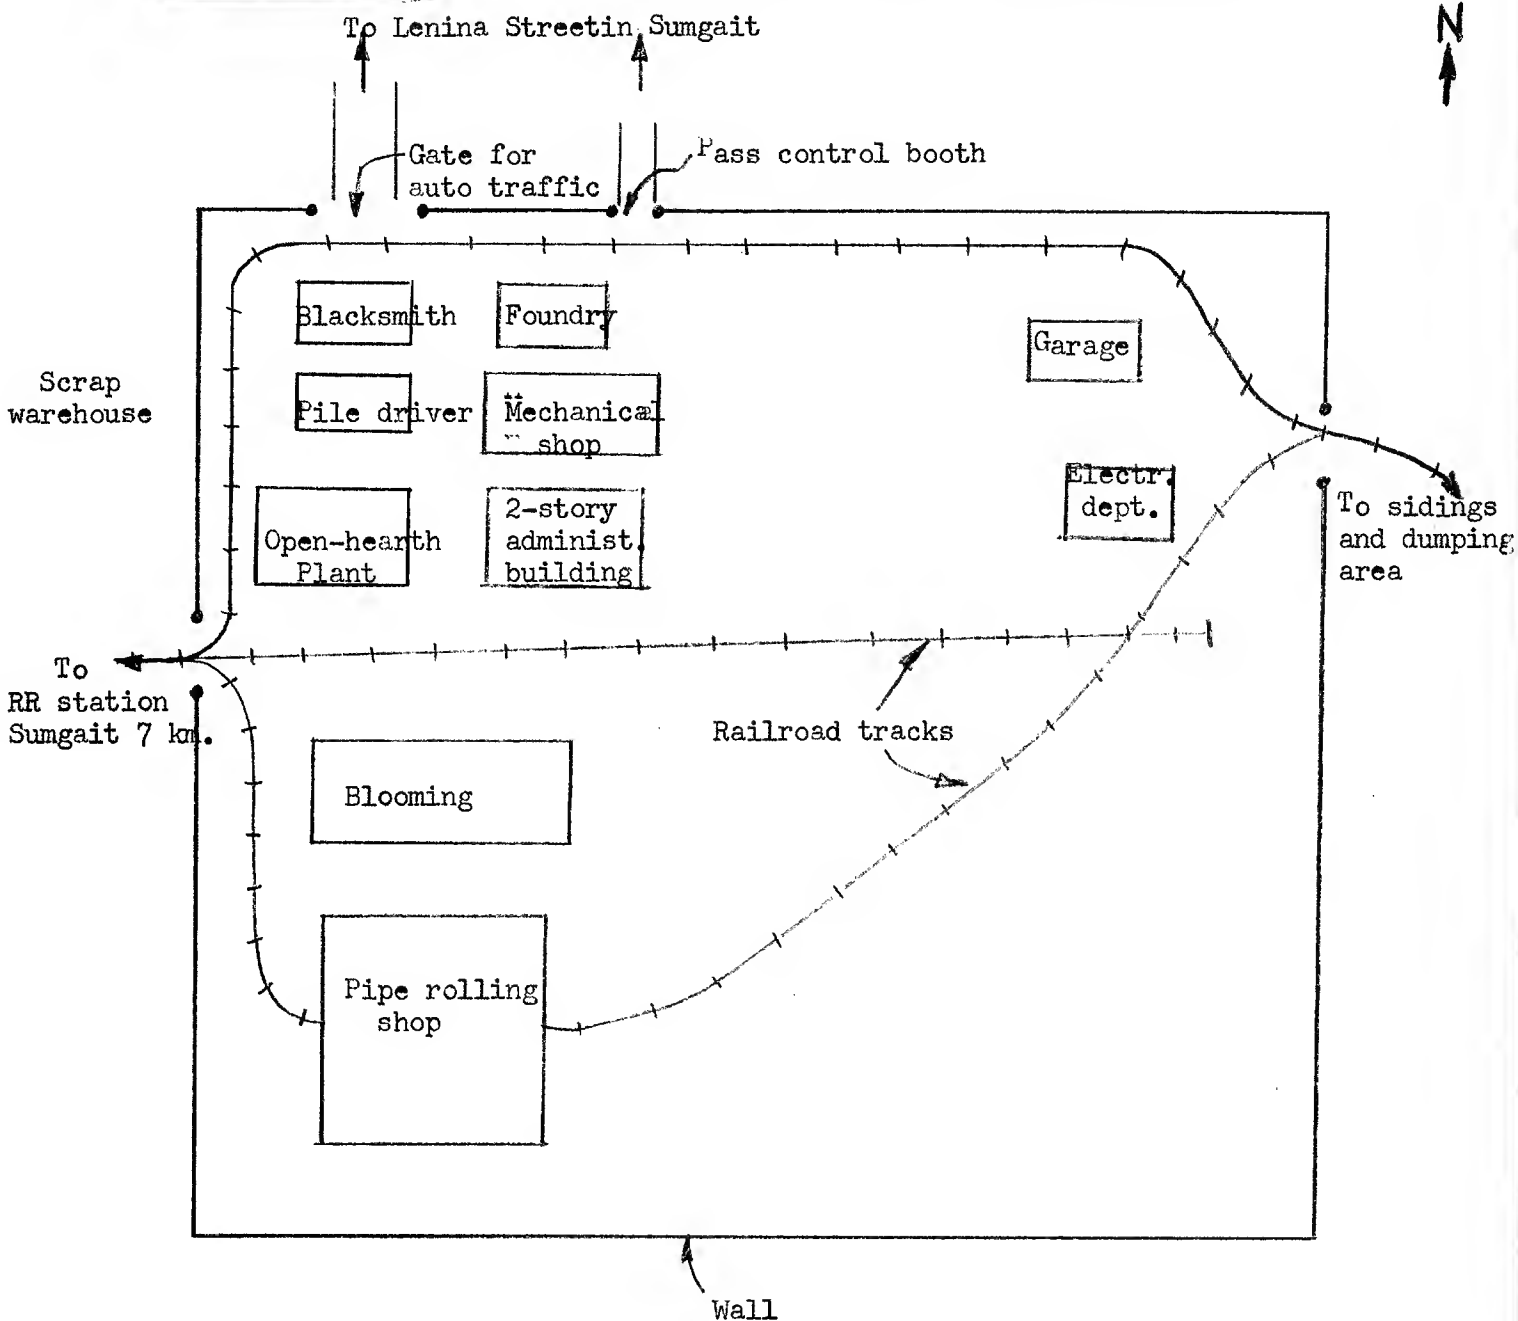 To Lenina Streetin Sumgait
N
Gate for
auto traffic
Pass control booth
Blacksmith
Foundry
Garage
Scrap
warehouse
Pile driver
Mechanical
shop
Electr.
dept.
2-story
administ.
building
Open-hearth
Plant
To sidings
and dumping
area
To
RR station
Sumgait 7 km.
Railroad tracks
Blooming
Pipe rolling
shop
Wall